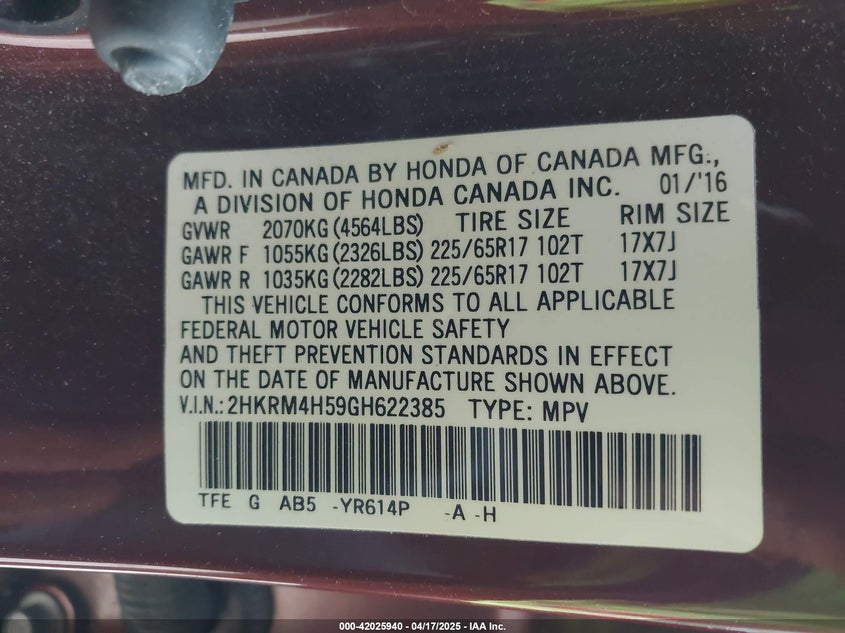 MFD. IN CANADA BY HONDA OF CANADA MFG.,
A DIVISION OF HONDA CANADA INC. 01/'16
GVWR 2070KG (4564LBS) TIRE SIZE RIM SIZE
GAWR F 1055KG (2326LBS) 225/65R17 102T 17X7J
GAWR R 1035KG (2282LBS) 225/65R17 102T 17X7J
THIS VEHICLE CONFORMS TO ALL APPLICABLE
FEDERAL MOTOR VEHICLE SAFETY
AND THEFT PREVENTION STANDARDS IN EFFECT
ON THE DATE OF MANUFACTURE SHOWN ABOVE.
V.I.N.: 2HKRM4H59GH622385 TYPE: MPV
TFE G AB5 -YR614P -A -H
000-42025940 - 04/17/2025 - IAA Inc.